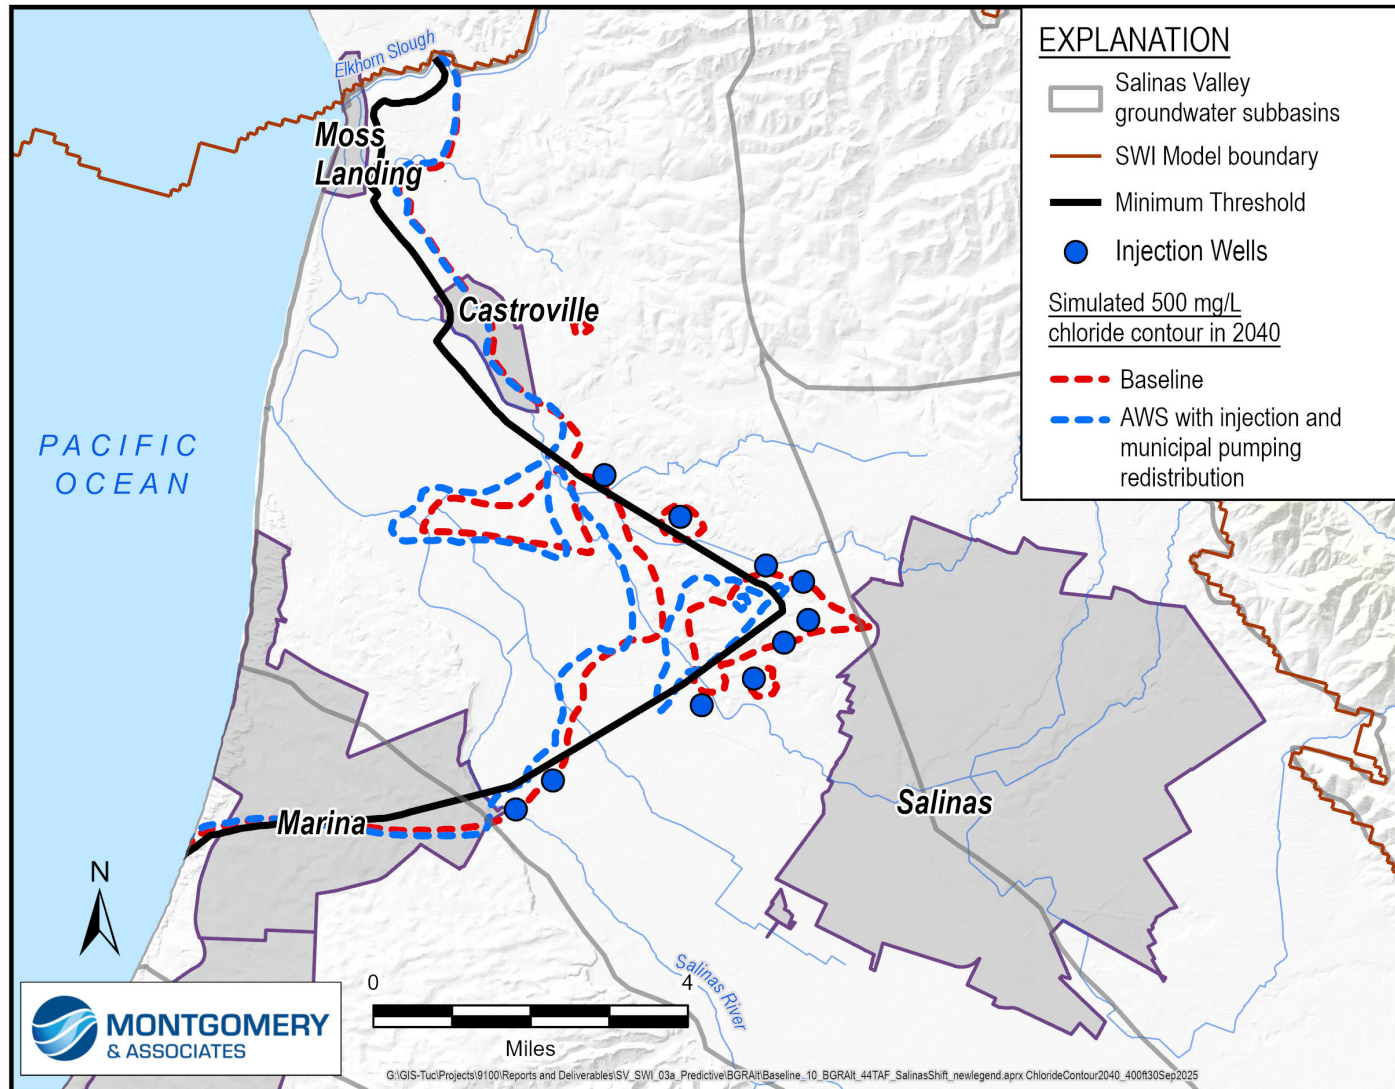 EXPLANATION
Salinas Valley
groundwater subbasins
SWI Model boundary
Minimum Threshold
Injection Wells
Simulated 500 mg/L
chloride contour in 2040
Baseline
AWS with injection and
municipal pumping
redistribution
Elkhorn Slough
Moss
Landing
Castroville
PACIFIC
OCEAN
Marina
Salinas
Salinas River
N
0 4
Miles
MONTGOMERY
& ASSOCIATES
G:\GIS-Tuc\Projects\9100\Reports and Deliverables\SV_SWI_03a_Predictive\BGRAlt\Baseline_10_BGRAlt_44TAF_SalinasShift_newlegend.aprx ChlorideContour2040_400ft30Sep2025